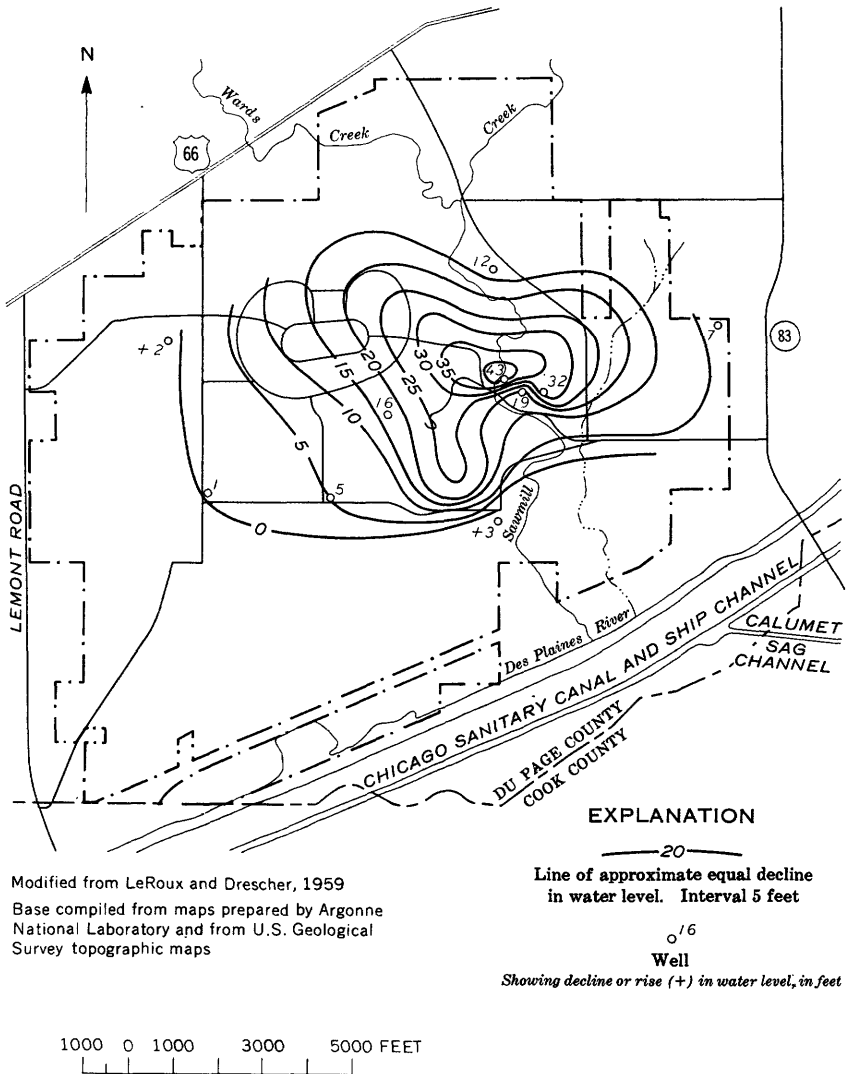 N
66
Wards
Creek
Creek
12
+2
7
83
30
35
43
32
19
20
15
25
16
10
5
1
5
0
+3
Sawmill
LEMONT ROAD
Des Plaines River
CHICAGO SANITARY CANAL AND SHIP CHANNEL
CALUMET
SAG
CHANNEL
DU PAGE COUNTY
COOK COUNTY
EXPLANATION
20
Line of approximate equal decline
in water level. Interval 5 feet
16
Well
Showing decline or rise (+) in water level, in feet
Modified from LeRoux and Drescher, 1959
Base compiled from maps prepared by Argonne
National Laboratory and from U.S. Geological
Survey topographic maps
1000 0 1000 3000 5000 FEET